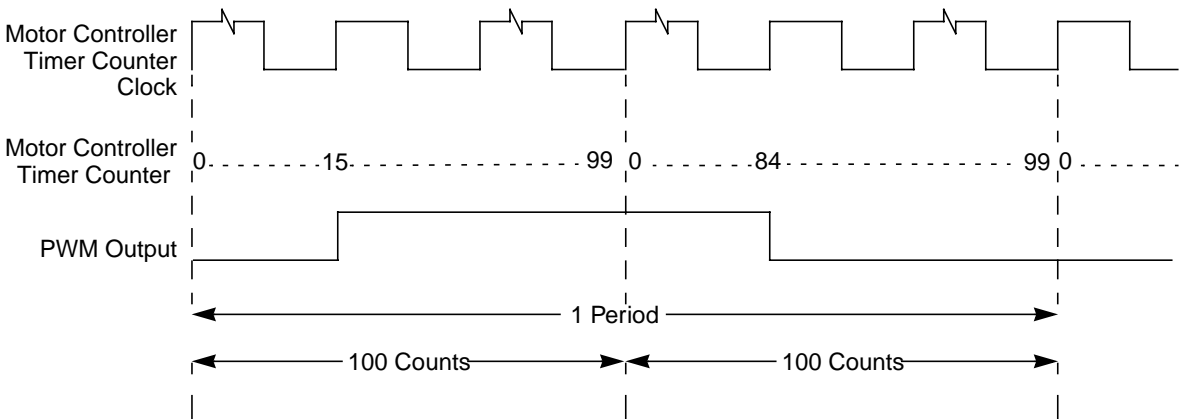 Motor Controller
Timer Counter
Clock
Motor Controller
Timer Counter
0 15 99 0 84 99 0
PWM Output
1 Period
100 Counts 100 Counts